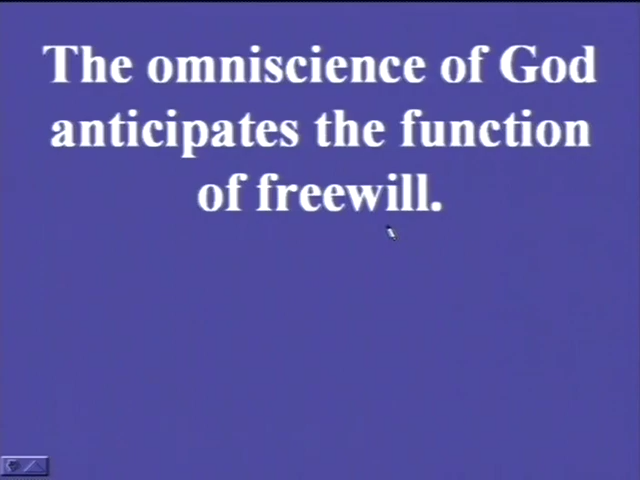 The omniscience of God
anticipates the function
of freewill.